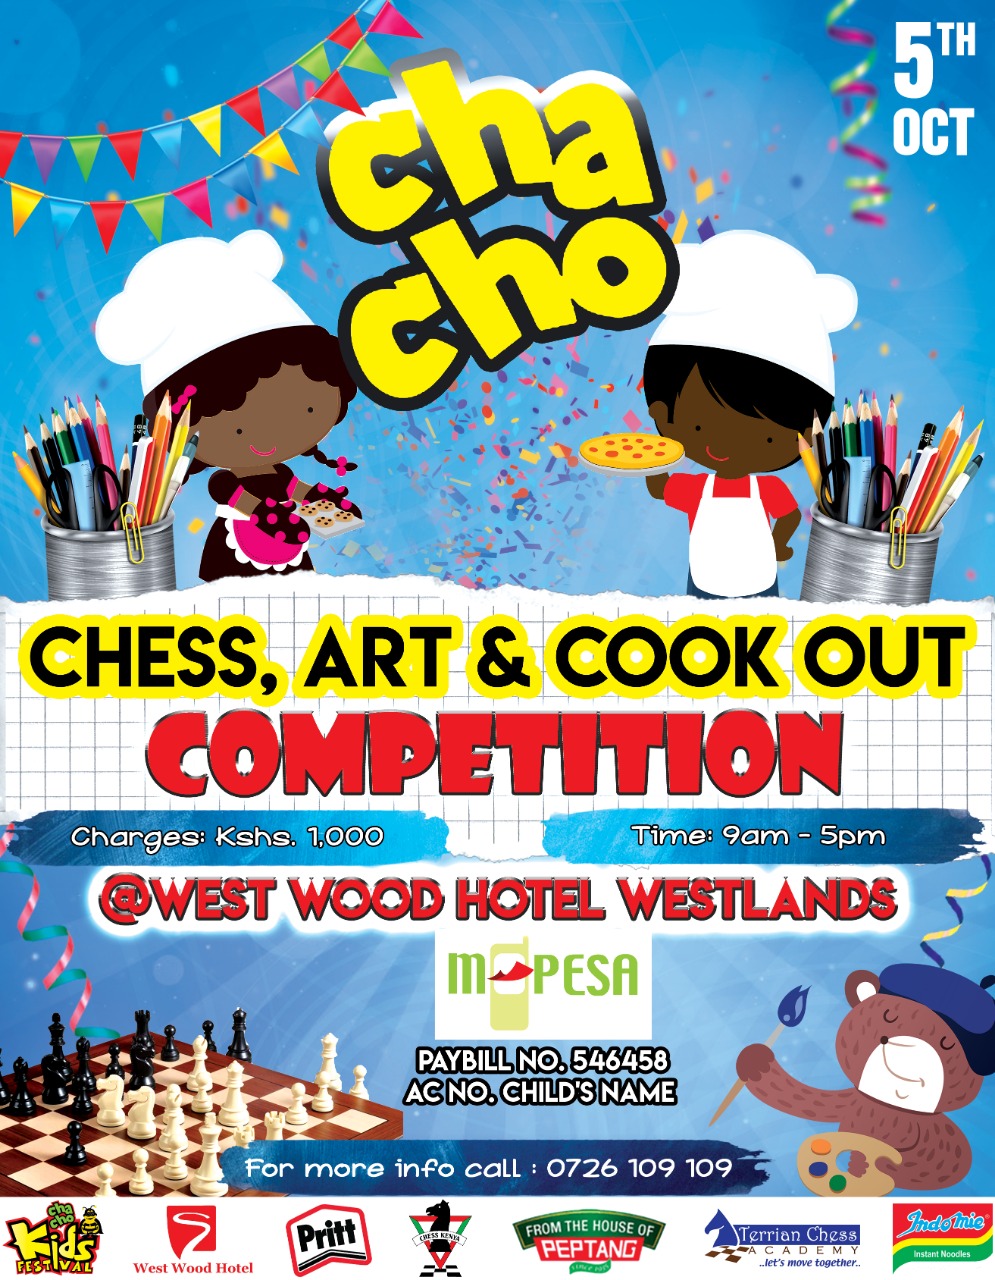 5TH
OCT
cha
cho
CHESS, ART & COOK OUT
COMPETITION
Charges: Kshs. 1,000
Time: 9am - 5pm
@WEST WOOD HOTEL WESTLANDS
M PESA
PAYBILL NO. 546458
AC NO. CHILD'S NAME
For more info call : 0726 109 109
cha
cho
Kids
FESTIVAL
West Wood Hotel
Pritt
CHESS KENYA
FROM THE HOUSE OF
PEPTANG
Terrian Chess
ACADEMY
..let's move together..
Indomie
Instant Noodles